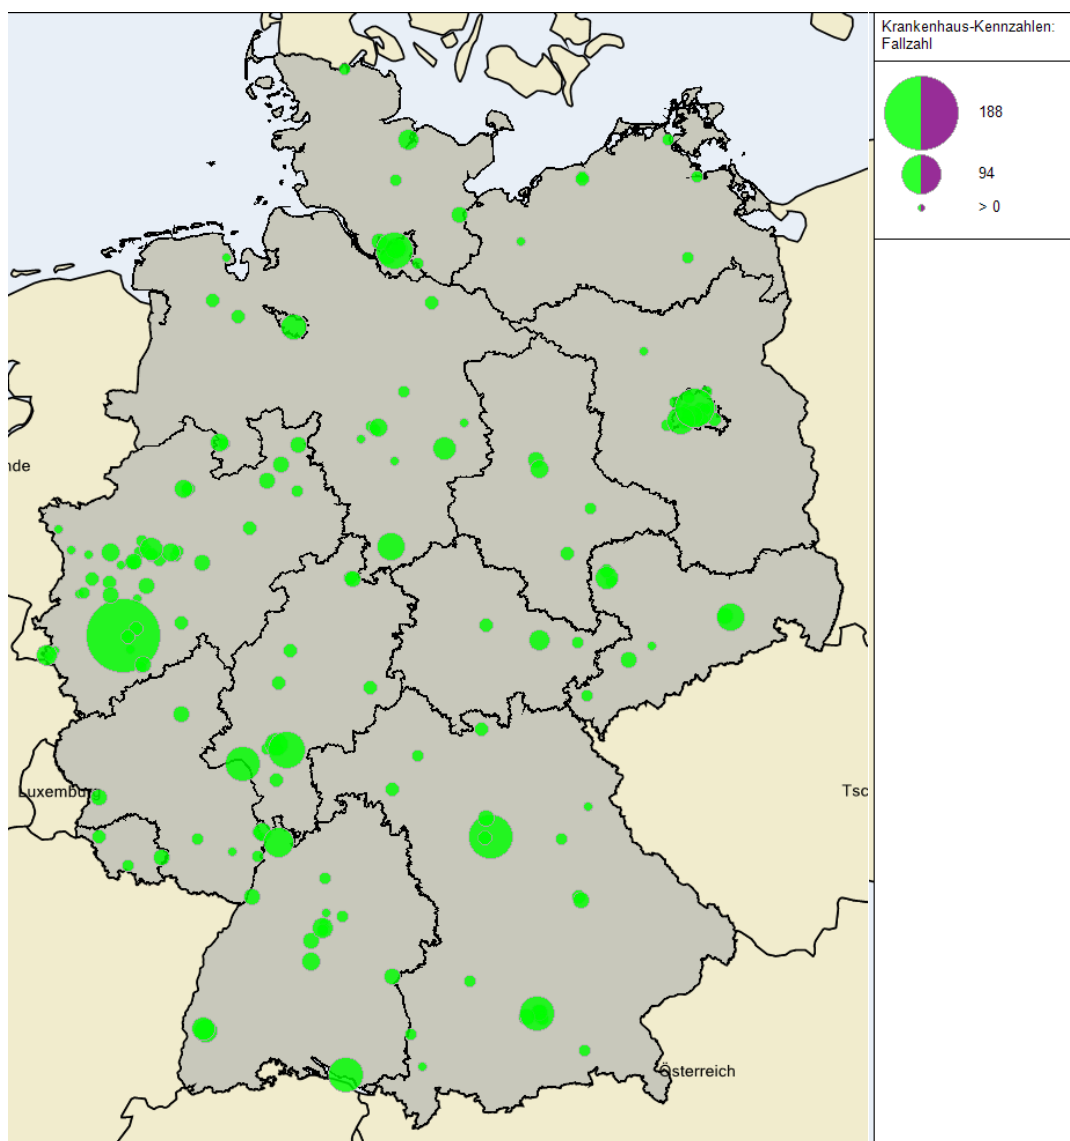 Krankenhaus-Kennzahlen:
Fallzahl
188
94
> 0
nde
Luxemburg
Tsc
Österreich